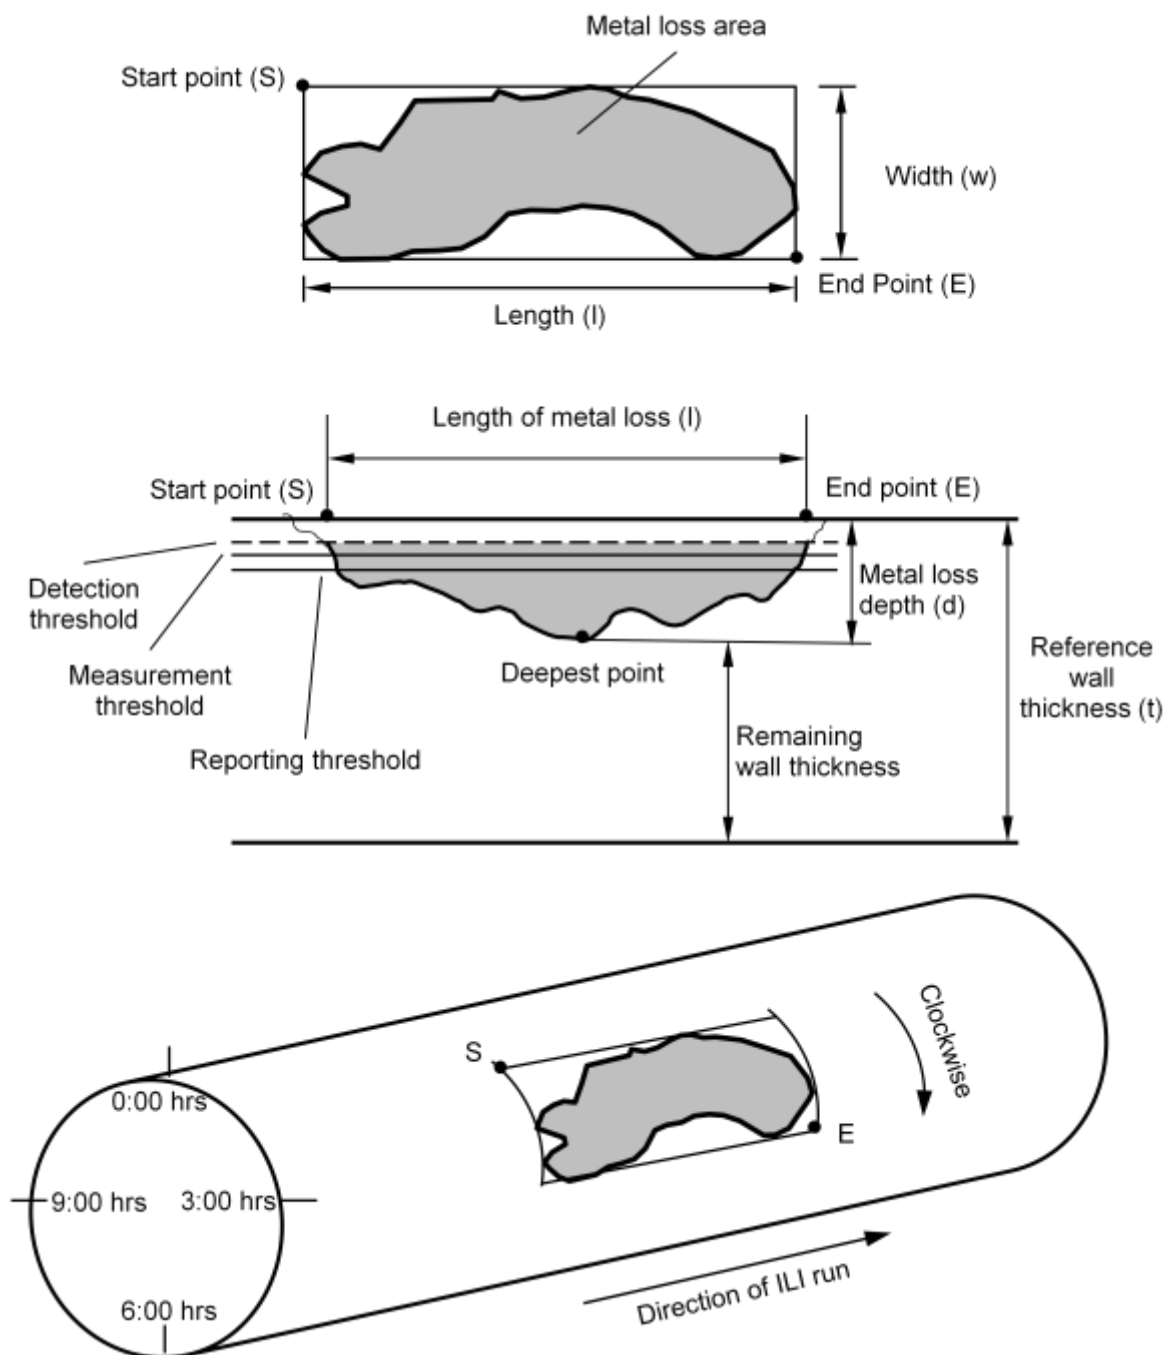 Metal loss area
Start point (S)
Width (w)
End Point (E)
Length (l)
Length of metal loss (l)
Start point (S)
End point (E)
Detection
threshold
Metal loss
depth (d)
Measurement
threshold
Deepest point
Reference
wall
thickness (t)
Reporting threshold
Remaining
wall thickness
S
Clockwise
0:00 hrs
E
9:00 hrs
3:00 hrs
Direction of ILI run
6:00 hrs